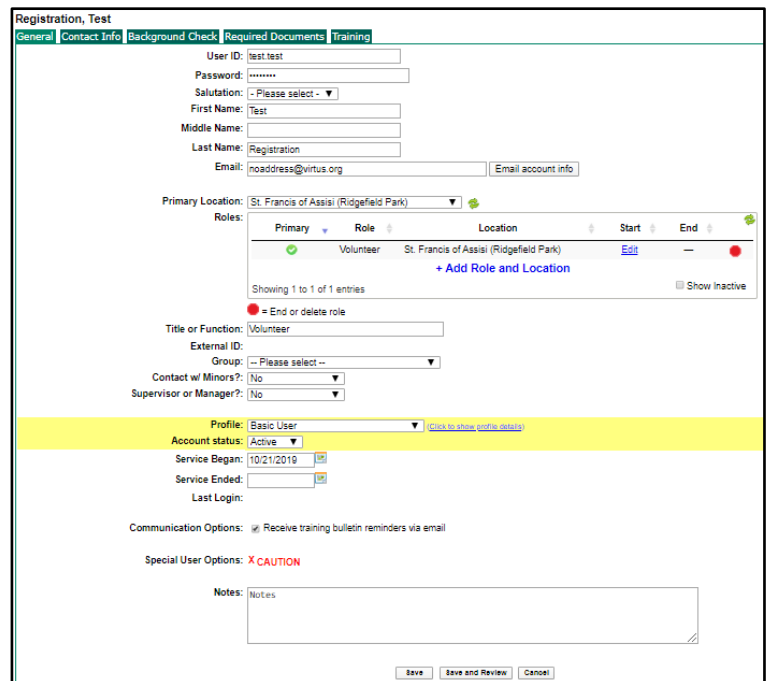 Registration, Test
General Contact Info Background Check Required Documents Training
User ID: test.test
Password: ••••••••
Salutation: - Please select - ▼
First Name: Test
Middle Name:
Last Name: Registration
Email: noaddress@virtus.org Email account info
Primary Location: St. Francis of Assisi (Ridgefield Park) ▼
Roles:
Primary Role Location Start End
Volunteer St. Francis of Assisi (Ridgefield Park) Edit —
+ Add Role and Location
Showing 1 to 1 of 1 entries Show Inactive
= End or delete role
Title or Function: Volunteer
External ID:
Group: -- Please select -- ▼
Contact w/ Minors?: No ▼
Supervisor or Manager?: No ▼
Profile: Basic User ▼ (Click to show profile details)
Account status: Active ▼
Service Began: 10/21/2019
Service Ended:
Last Login:
Communication Options: Receive training bulletin reminders via email
Special User Options: X CAUTION
Notes: Notes
Save Save and Review Cancel